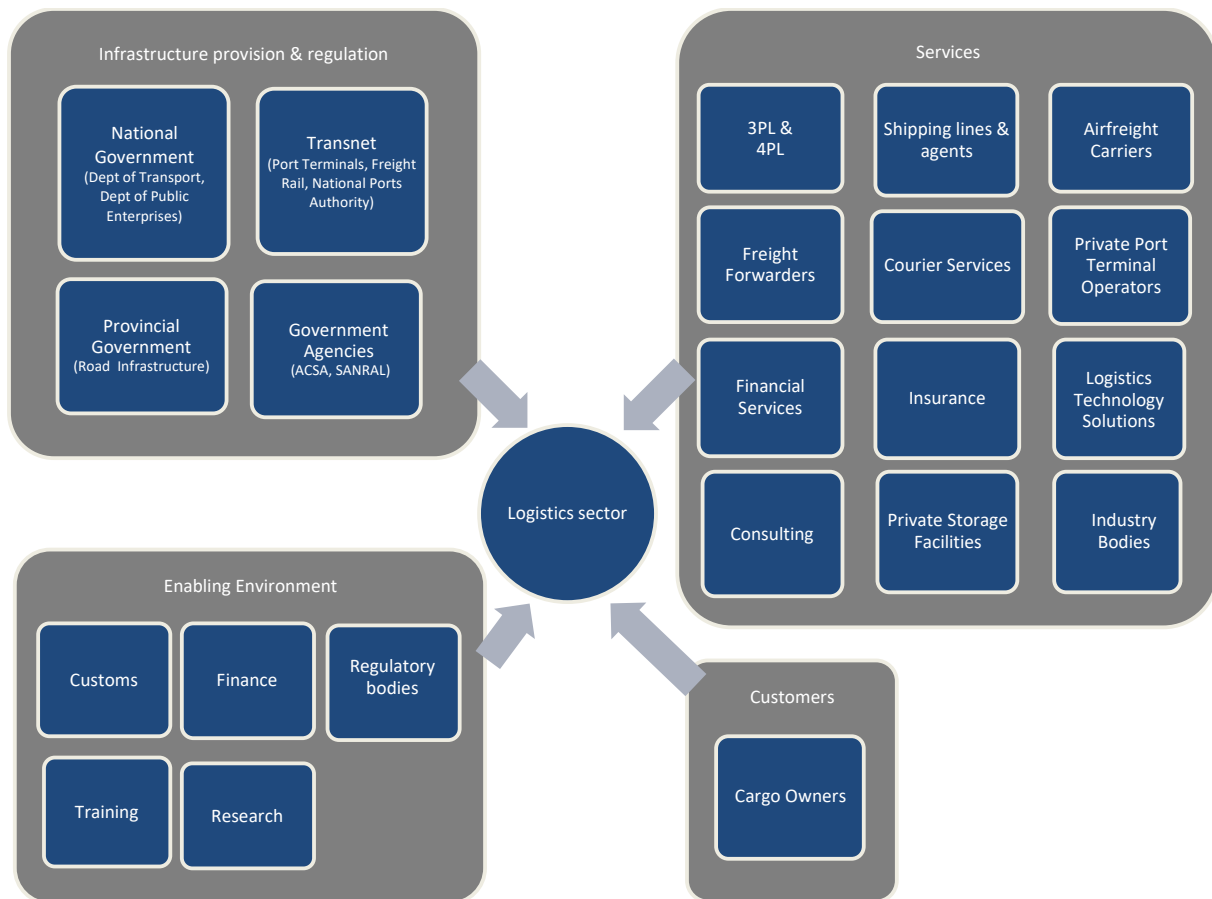 Infrastructure provision & regulation
National
Government
(Dept of Transport,
Dept of Public
Enterprises)
Transnet
(Port Terminals, Freight
Rail, National Ports
Authority)
Provincial
Government
(Road Infrastructure)
Government
Agencies
(ACSA, SANRAL)
Services
3PL &
4PL
Shipping lines &
agents
Airfreight
Carriers
Freight
Forwarders
Courier Services
Private Port
Terminal
Operators
Financial
Services
Insurance
Logistics
Technology
Solutions
Consulting
Private Storage
Facilities
Industry
Bodies
Logistics sector
Enabling Environment
Customs
Finance
Regulatory
bodies
Training
Research
Customers
Cargo Owners